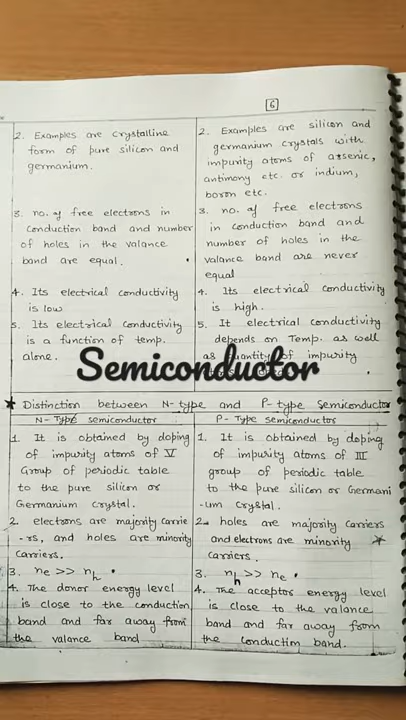 6
2. Examples are crystalline
form of pure silicon and
germanium.
3. no. of free electrons in
conduction band and number
of holes in the valance
band are equal.
4. Its electrical conductivity
is low
5. Its electrical conductivity
is a function of temp.
alone.
2. Examples are silicon and
germanium crystals with
impurity atoms of arsenic,
antimony etc. or indium,
boron etc.
3. no. of free electrons
in conduction band and
number of holes in the
valance band are never
equal
4. Its electrical conductivity
is high.
5. It electrical conductivity
depends on Temp. as well
as quantity of impurity
Semiconductor
★ Distinction between N-type and P-type Semiconductor
N-Type semiconductor
1. It is obtained by doping
of impurity atoms of V
Group of periodic table
to the pure silicon or
Germanium crystal.
2. electrons are majority carrie
-rs, and holes are minority
carriers.
3. ne >> nh
4. The donor energy level
is close to the conduction
band and far away from
the valance band
P-Type semiconductor
1. It is obtained by doping
of impurity atoms of III
group of periodic table
to the pure silicon or Germani
-um crystal.
2. holes are majority carriers
and electrons are minority
carriers.
3. nh >> ne
4. The acceptor energy level
is close to the valance
band and far away from
the conduction band.